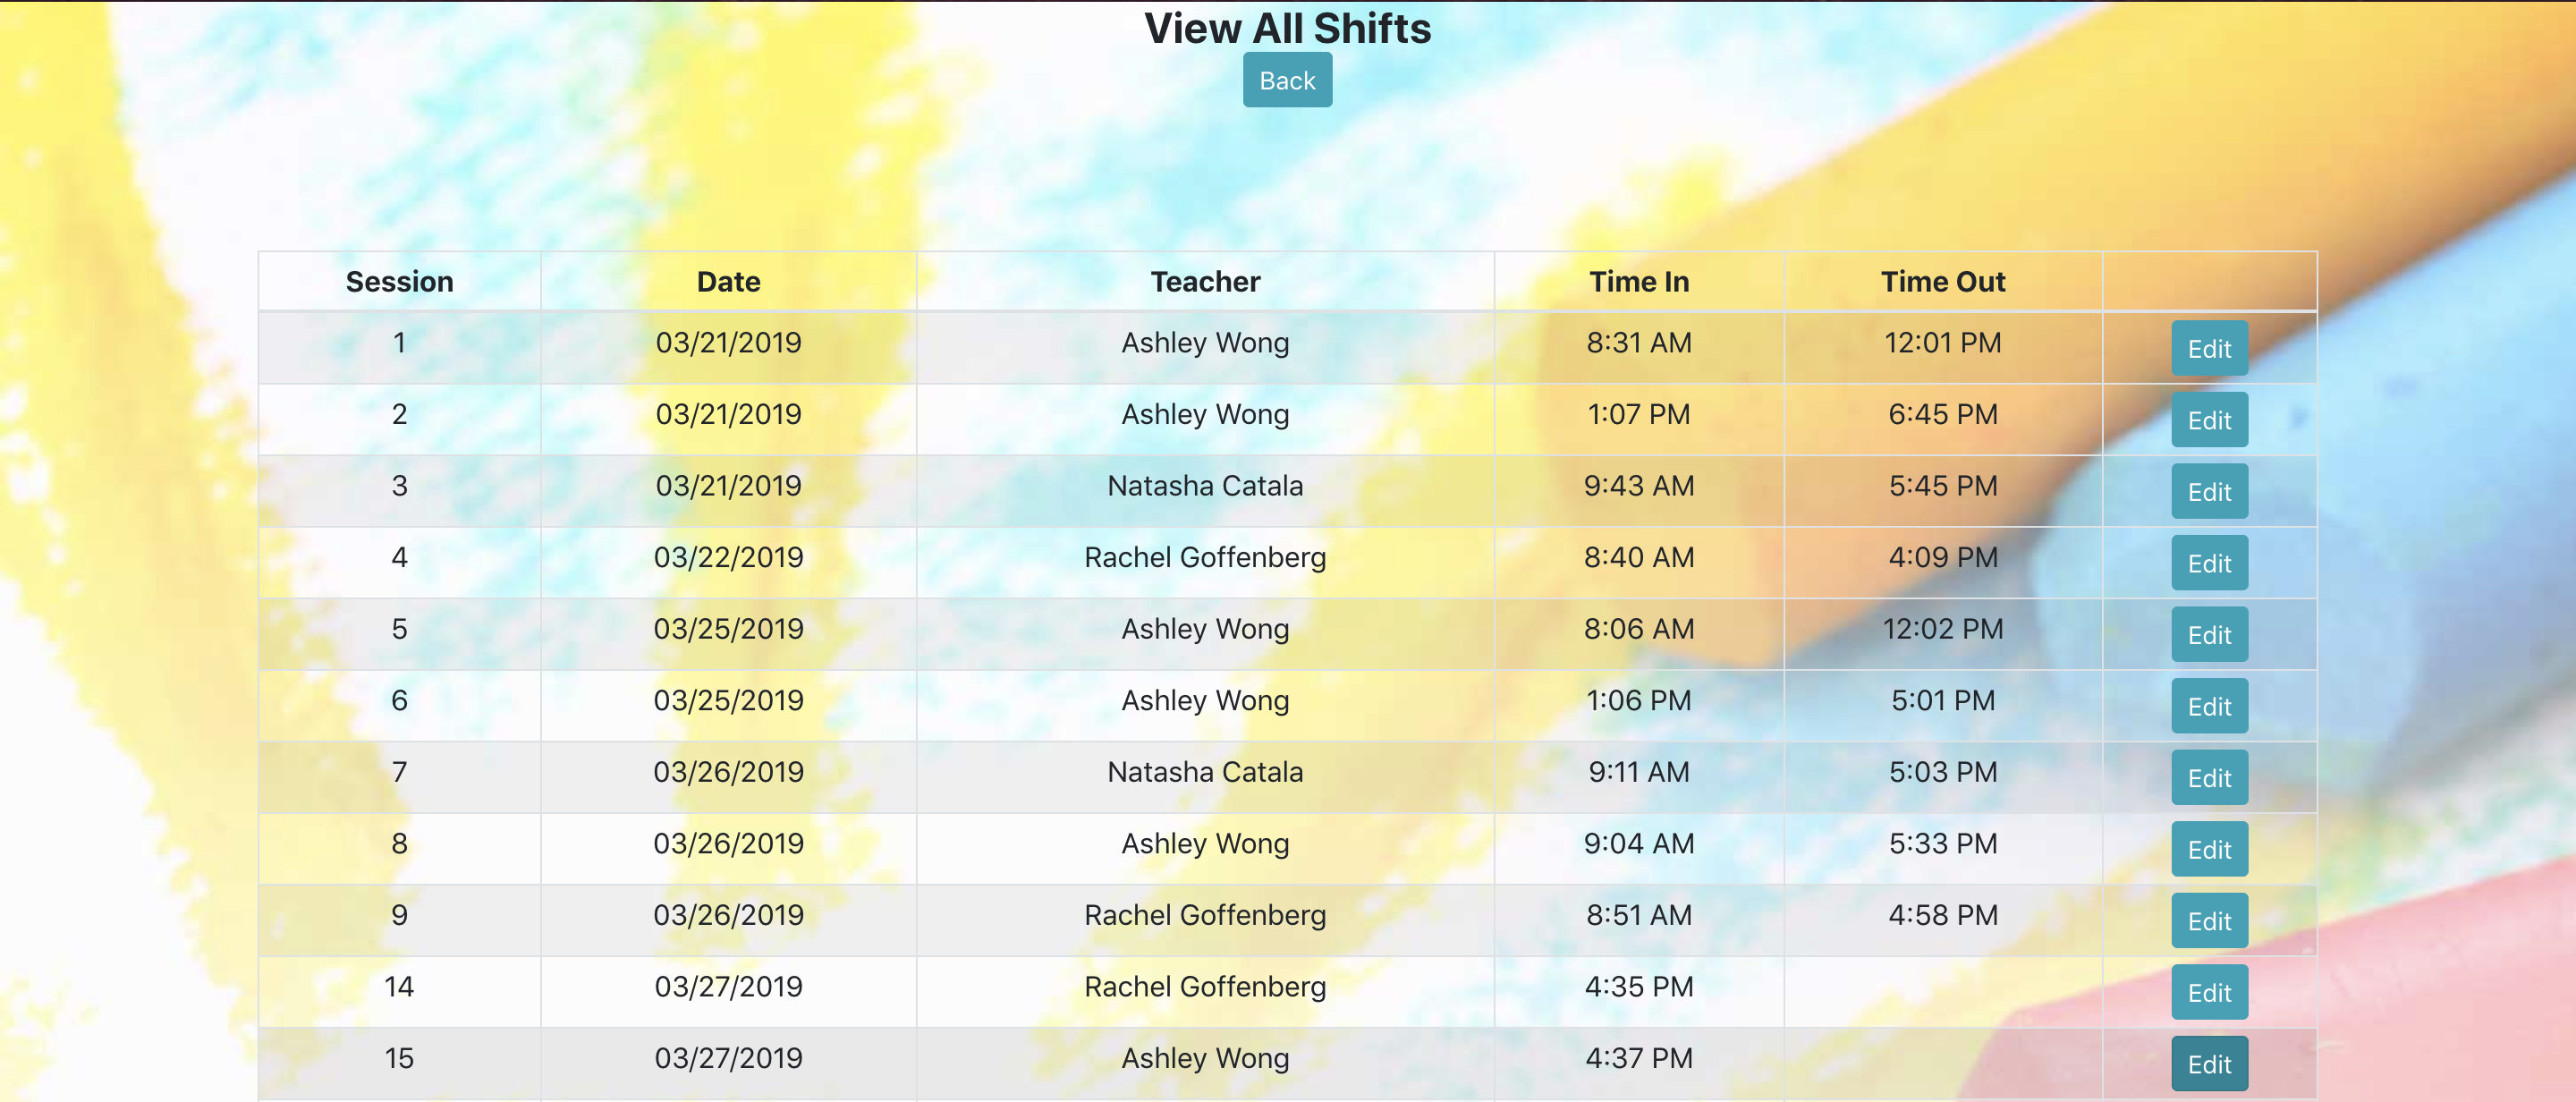 View All Shifts
Back
Session Date Teacher Time In Time Out
1 03/21/2019 Ashley Wong 8:31 AM 12:01 PM Edit
2 03/21/2019 Ashley Wong 1:07 PM 6:45 PM Edit
3 03/21/2019 Natasha Catala 9:43 AM 5:45 PM Edit
4 03/22/2019 Rachel Goffenberg 8:40 AM 4:09 PM Edit
5 03/25/2019 Ashley Wong 8:06 AM 12:02 PM Edit
6 03/25/2019 Ashley Wong 1:06 PM 5:01 PM Edit
7 03/26/2019 Natasha Catala 9:11 AM 5:03 PM Edit
8 03/26/2019 Ashley Wong 9:04 AM 5:33 PM Edit
9 03/26/2019 Rachel Goffenberg 8:51 AM 4:58 PM Edit
14 03/27/2019 Rachel Goffenberg 4:35 PM Edit
15 03/27/2019 Ashley Wong 4:37 PM Edit